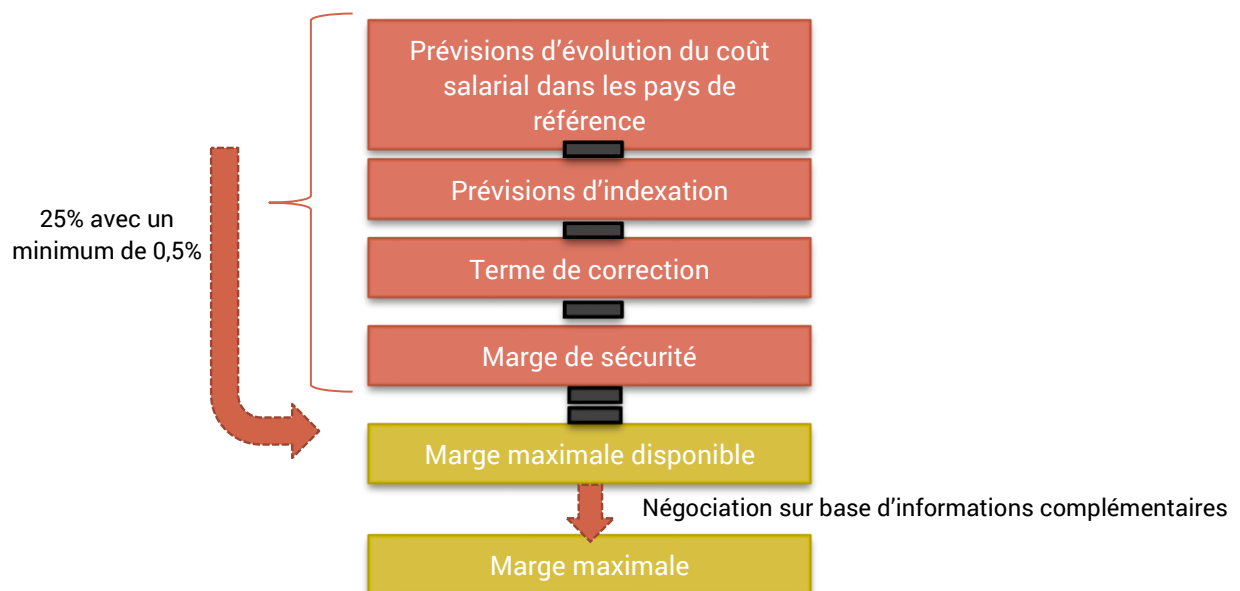 Prévisions d’évolution du coût
salarial dans les pays de
référence
Prévisions d’indexation
25% avec un
minimum de 0,5%
Terme de correction
Marge de sécurité
Marge maximale disponible
Négociation sur base d’informations complémentaires
Marge maximale